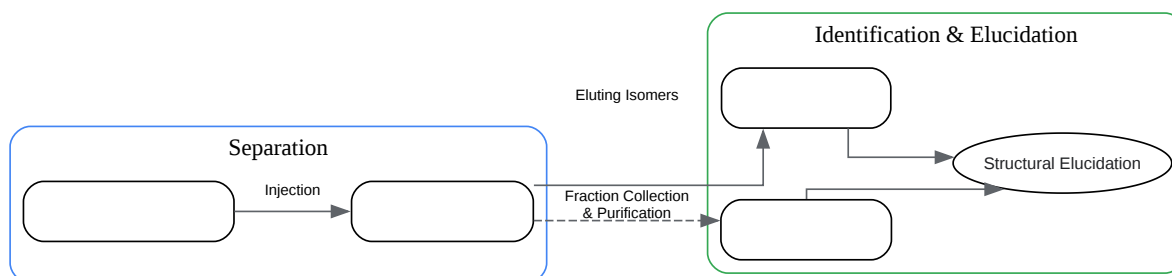 Identification & Elucidation
Eluting Isomers
Separation
Structural Elucidation
Injection
Fraction Collection
& Purification